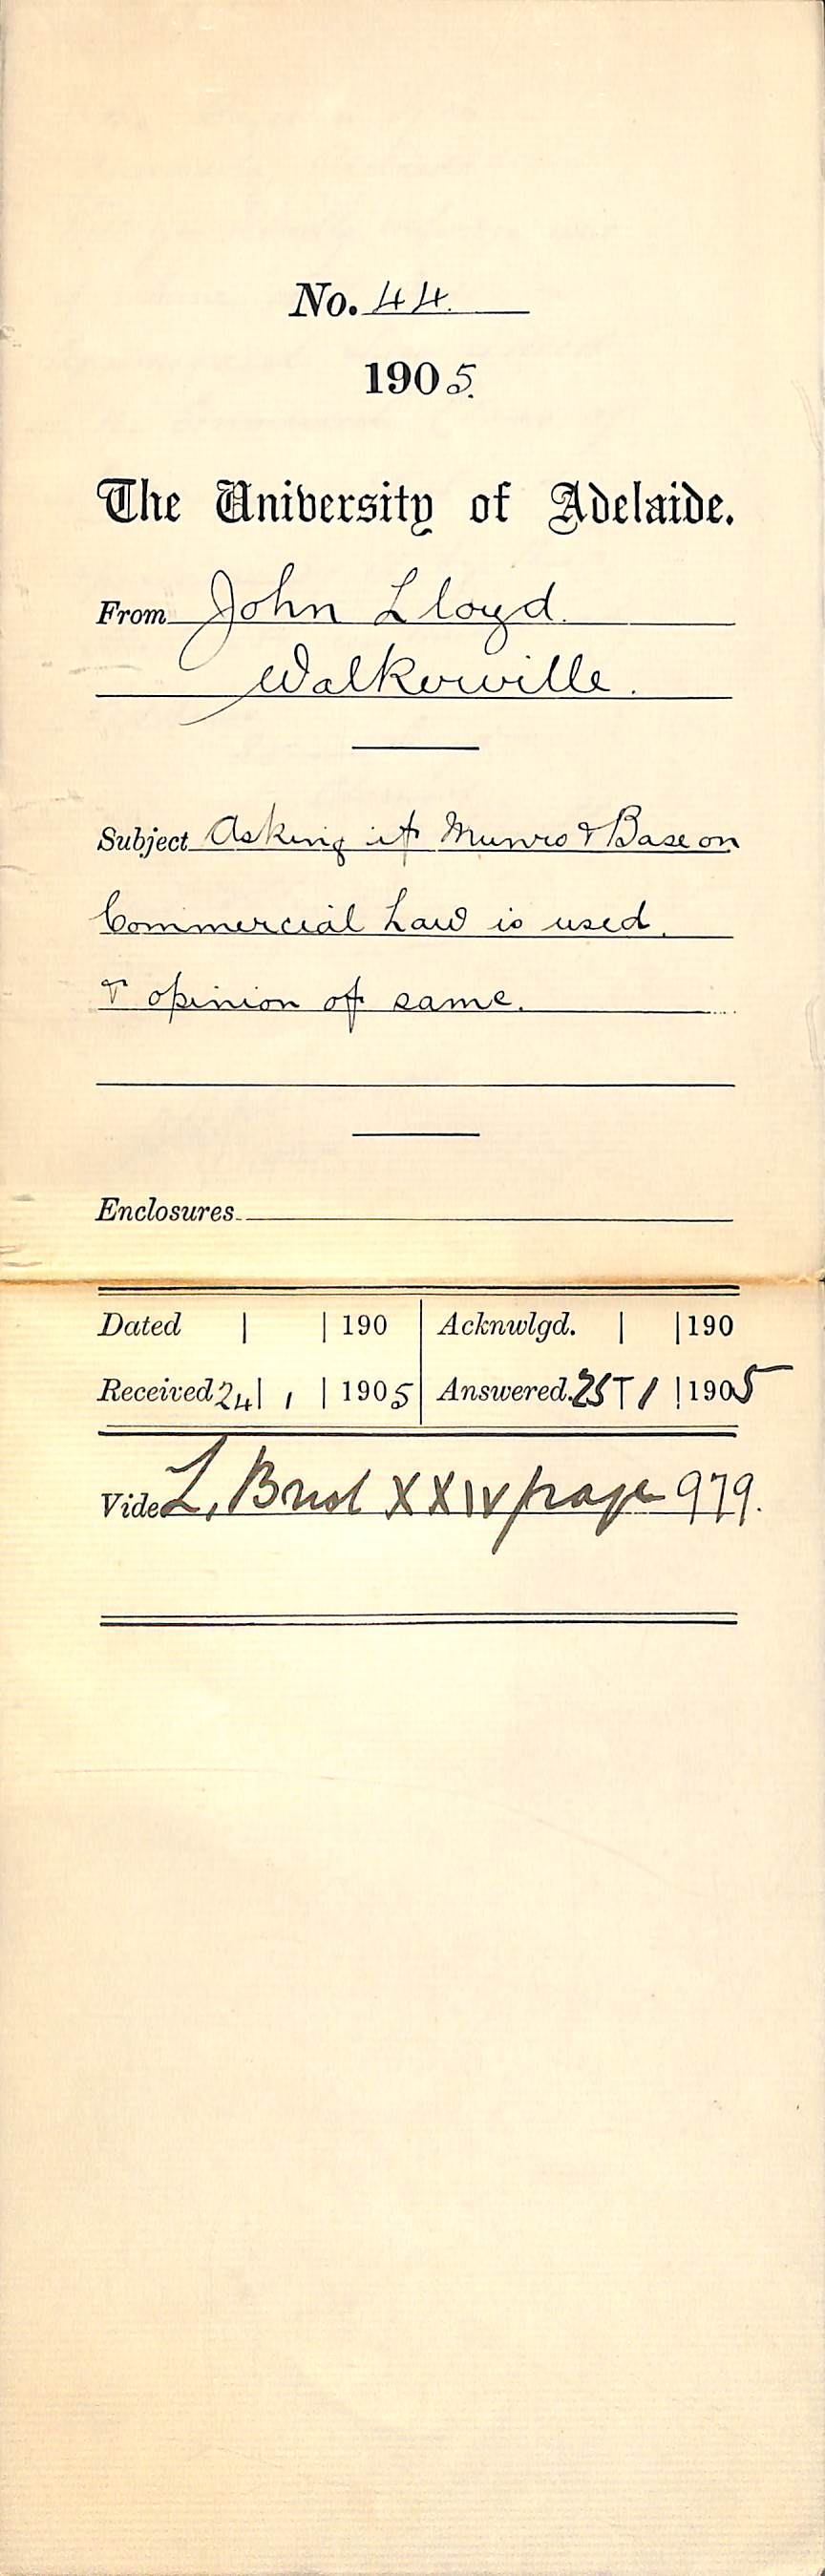 No. 44.
1905.
The University of Adelaide.
From John Lloyd.
Walkerville.
Subject Asking if Munro & Base on
Commercial Law is used.
& opinion of same.
Enclosures
Dated | | 190 Acknwlgd. | | 190
Received 24 | 1 | 1905 Answered. 25 | 1 | 1905
Vide L, XXIV page 979.